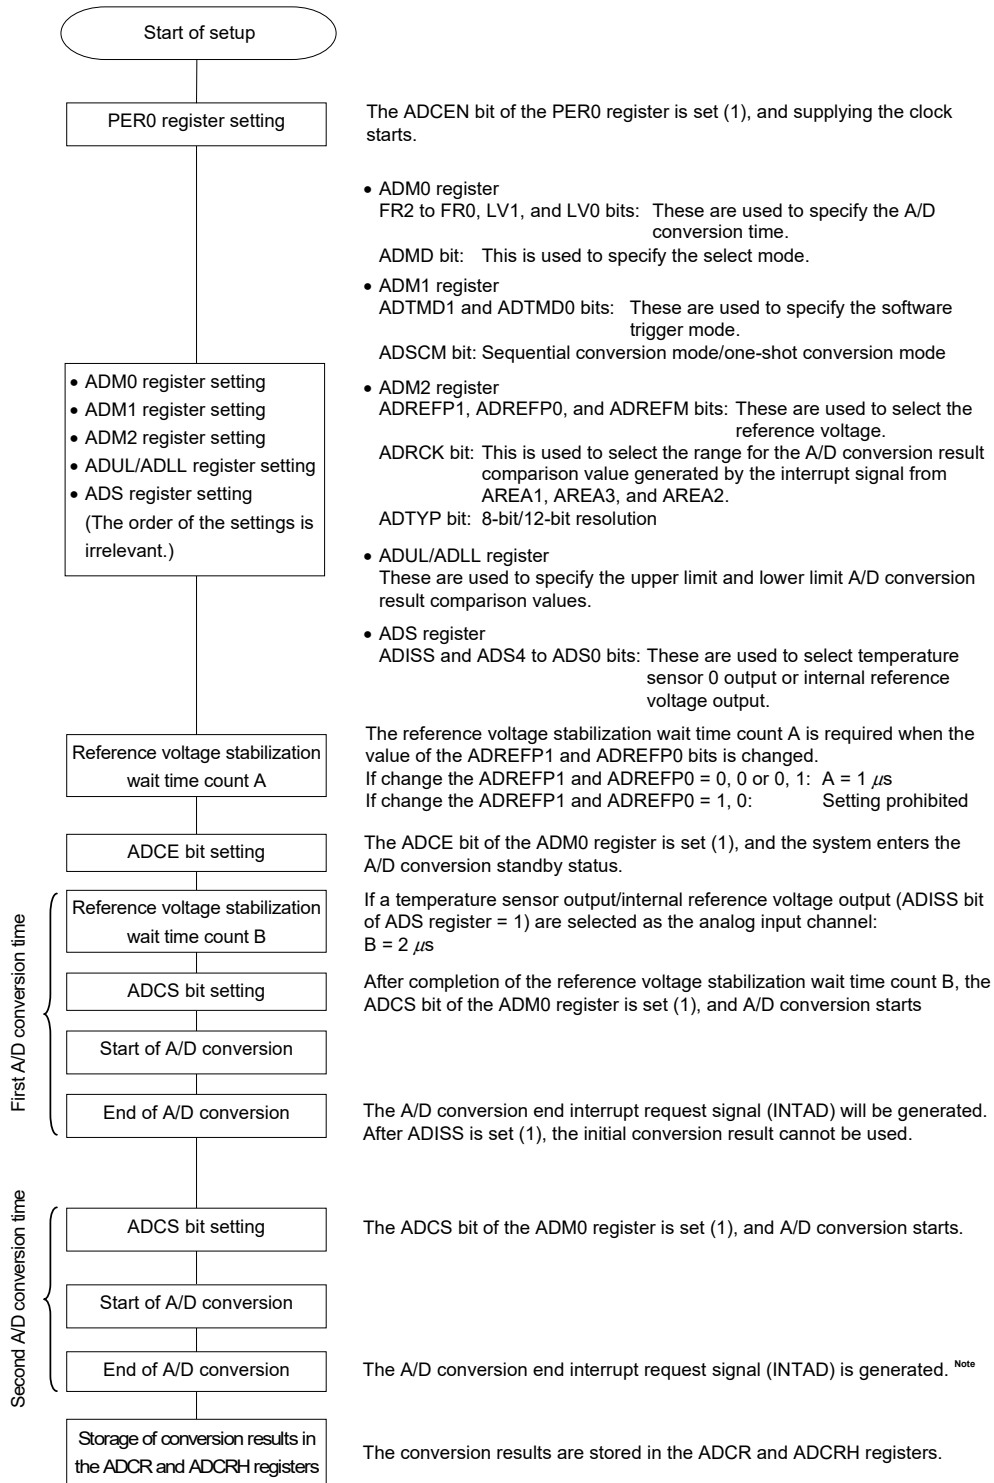 Start of setup
PER0 register setting
The ADCEN bit of the PER0 register is set (1), and supplying the clock
starts.
• ADM0 register
FR2 to FR0, LV1, and LV0 bits: These are used to specify the A/D
conversion time.
ADMD bit: This is used to specify the select mode.
• ADM1 register
ADTMD1 and ADTMD0 bits: These are used to specify the software
trigger mode.
ADSCM bit: Sequential conversion mode/one-shot conversion mode
• ADM0 register setting
• ADM1 register setting
• ADM2 register setting
• ADUL/ADLL register setting
• ADS register setting
(The order of the settings is
irrelevant.)
• ADM2 register
ADREFP1, ADREFP0, and ADREFM bits: These are used to select the
reference voltage.
ADRCK bit: This is used to select the range for the A/D conversion result
comparison value generated by the interrupt signal from
AREA1, AREA3, and AREA2.
ADTYP bit: 8-bit/12-bit resolution
• ADUL/ADLL register
These are used to specify the upper limit and lower limit A/D conversion
result comparison values.
• ADS register
ADISS and ADS4 to ADS0 bits: These are used to select temperature
sensor 0 output or internal reference
voltage output.
Reference voltage stabilization
wait time count A
The reference voltage stabilization wait time count A is required when the
value of the ADREFP1 and ADREFP0 bits is changed.
If change the ADREFP1 and ADREFP0 = 0, 0 or 0, 1: A = 1 μs
If change the ADREFP1 and ADREFP0 = 1, 0: Setting prohibited
ADCE bit setting
The ADCE bit of the ADM0 register is set (1), and the system enters the
A/D conversion standby status.
First A/D conversion time
Reference voltage stabilization
wait time count B
If a temperature sensor output/internal reference voltage output (ADISS bit
of ADS register = 1) are selected as the analog input channel:
B = 2 μs
ADCS bit setting
After completion of the reference voltage stabilization wait time count B, the
ADCS bit of the ADM0 register is set (1), and A/D conversion starts
Start of A/D conversion
End of A/D conversion
The A/D conversion end interrupt request signal (INTAD) will be generated.
After ADISS is set (1), the initial conversion result cannot be used.
Second A/D conversion time
ADCS bit setting
The ADCS bit of the ADM0 register is set (1), and A/D conversion starts.
Start of A/D conversion
End of A/D conversion
The A/D conversion end interrupt request signal (INTAD) is generated. Note
Storage of conversion results in
the ADCR and ADCRH registers
The conversion results are stored in the ADCR and ADCRH registers.